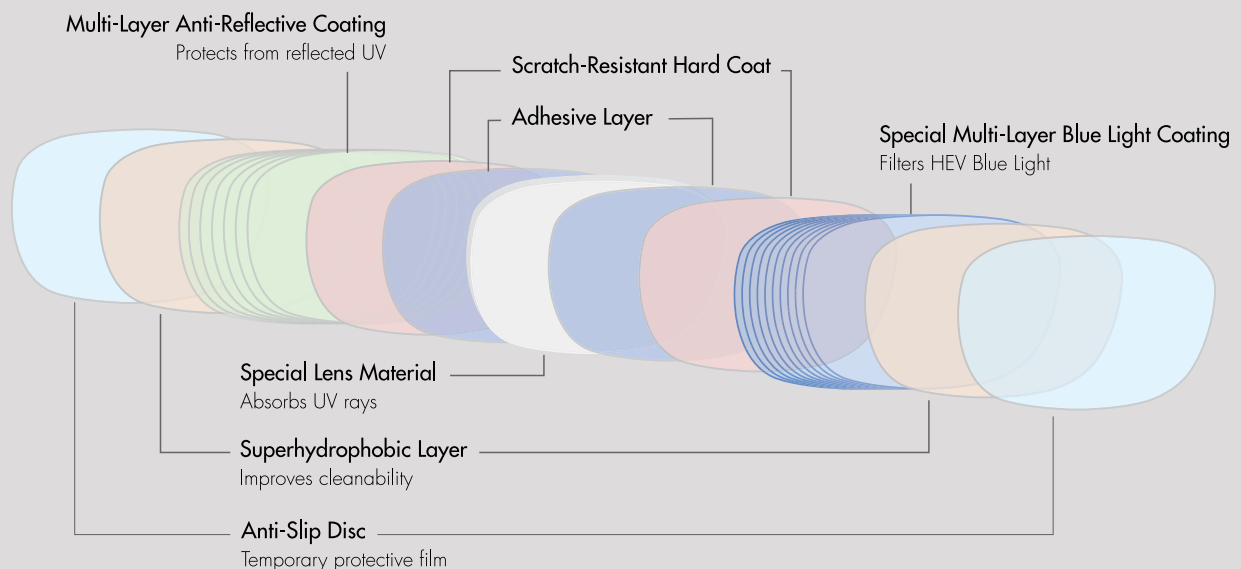 Multi-Layer Anti-Reflective Coating
Protects from reflected UV
Scratch-Resistant Hard Coat
Adhesive Layer
Special Multi-Layer Blue Light Coating
Filters HEV Blue Light
Special Lens Material
Absorbs UV rays
Superhydrophobic Layer
Improves cleanability
Anti-Slip Disc
Temporary protective film